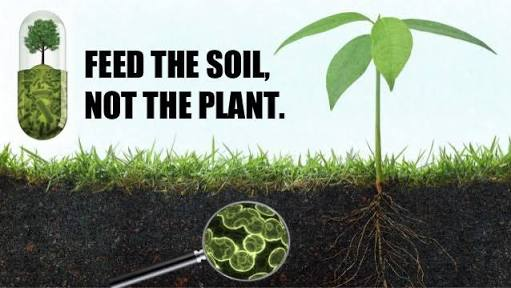 FEED THE SOIL,
NOT THE PLANT.